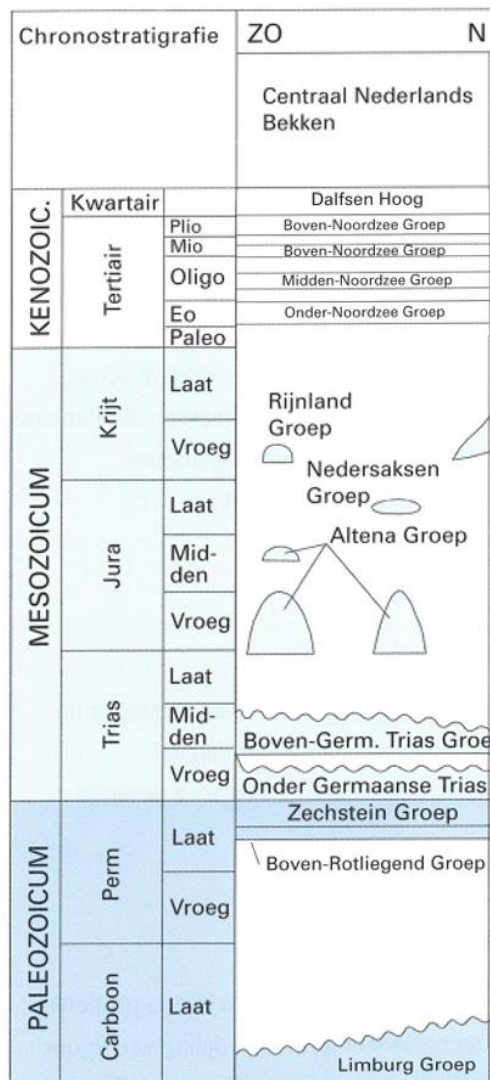 Chronostratigrafie
ZO N
Centraal Nederlands
Bekken
KENOZOIC.
Kwartair
Dalfsen Hoog
Tertiair
Plio
Boven-Noordzee Groep
Mio
Boven-Noordzee Groep
Oligo
Midden-Noordzee Groep
Eo
Onder-Noordzee Groep
Paleo
MESOZOICUM
Krijt
Laat
Rijnland
Groep
Vroeg
Nedersaksen
Groep
Jura
Laat
Altena Groep
Mid-
den
Vroeg
Trias
Laat
Mid-
den
Boven-Germ. Trias Groe
Vroeg
Onder Germaanse Trias
PALEOZOICUM
Perm
Laat
Zechstein Groep
Boven-Rotliegend Groep
Vroeg
Carboon
Laat
Limburg Groep